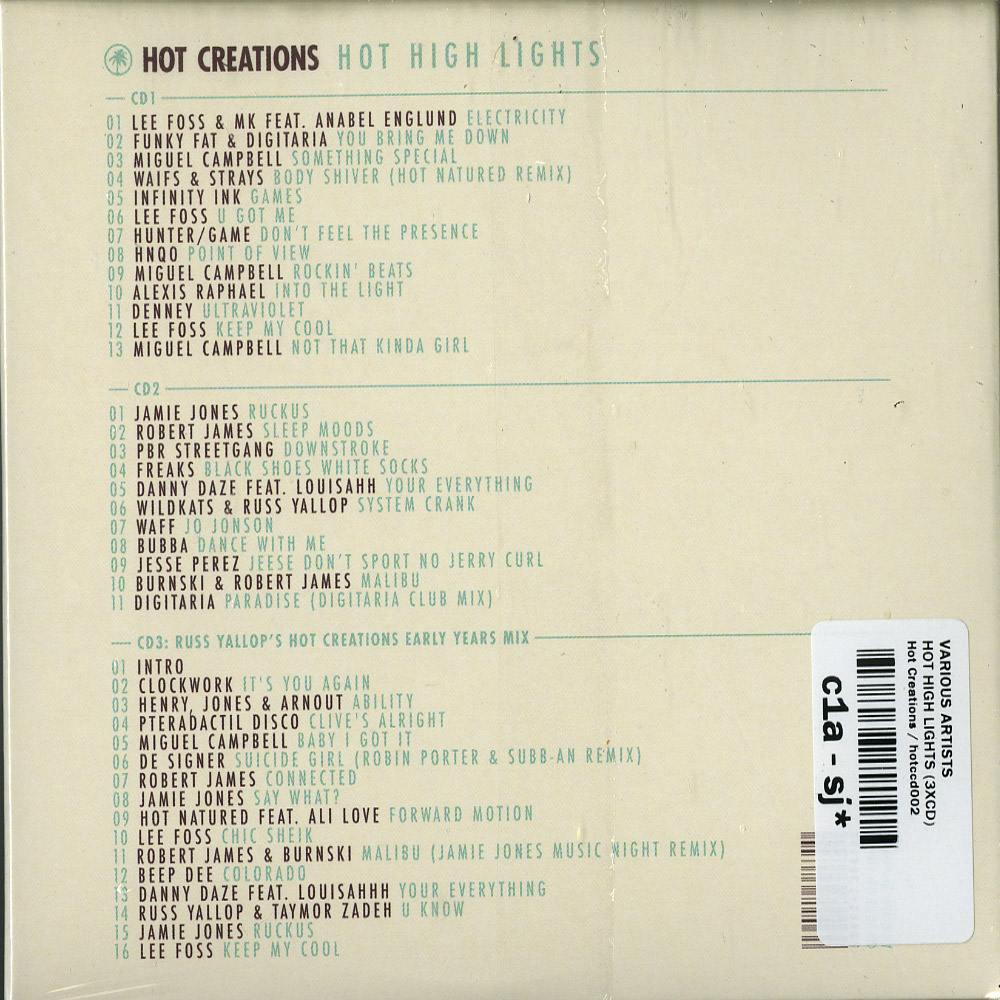 HOT CREATIONS HOT HIGH LIGHTS
CD1
01 LEE FOSS & MK FEAT. ANABEL ENGLUND ELECTRICITY
02 FUNKY FAT & DIGITARIA YOU BRING ME DOWN
03 MIGUEL CAMPBELL SOMETHING SPECIAL
04 WAIFS & STRAYS BODY SHIVER (HOT NATURED REMIX)
05 INFINITY INK GAMES
06 LEE FOSS U GOT ME
07 HUNTER/GAME DON'T FEEL THE PRESENCE
08 HNQO POINT OF VIEW
09 MIGUEL CAMPBELL ROCKIN' BEATS
10 ALEXIS RAPHAEL INTO THE LIGHT
11 DENNEY ULTRAVIOLET
12 LEE FOSS KEEP MY COOL
13 MIGUEL CAMPBELL NOT THAT KINDA GIRL
CD2
01 JAMIE JONES RUCKUS
02 ROBERT JAMES SLEEP MOODS
03 PBR STREETGANG DOWNSTROKE
04 FREAKS BLACK SHOES WHITE SOCKS
05 DANNY DAZE FEAT. LOUISAHH YOUR EVERYTHING
06 WILDKATS & RUSS YALLOP SYSTEM CRANK
07 WAFF JO JONSON
08 BUBBA DANCE WITH ME
09 JESSE PEREZ JEESE DON'T SPORT NO JERRY CURL
10 BURNSKI & ROBERT JAMES MALIBU
11 DIGITARIA PARADISE (DIGITARIA CLUB MIX)
CD3: RUSS YALLOP'S HOT CREATIONS EARLY YEARS MIX
01 INTRO
02 CLOCKWORK IT'S YOU AGAIN
03 HENRY, JONES & ARNOUT ABILITY
04 PTERADACTIL DISCO CLIVE'S ALRIGHT
05 MIGUEL CAMPBELL BABY I GOT IT
06 DE SIGNER SUICIDE GIRL (ROBIN PORTER & SUBB-AN REMIX)
07 ROBERT JAMES CONNECTED
08 JAMIE JONES SAY WHAT?
09 HOT NATURED FEAT. ALI LOVE FORWARD MOTION
10 LEE FOSS CHIC SHEIK
11 ROBERT JAMES & BURNSKI MALIBU (JAMIE JONES MUSIC NIGHT REMIX)
12 BEEP DEE COLORADO
13 DANNY DAZE FEAT. LOUISAHHH YOUR EVERYTHING
14 RUSS YALLOP & TAYMOR ZADEH U KNOW
15 JAMIE JONES RUCKUS
16 LEE FOSS KEEP MY COOL
VARIOUS ARTISTS
HOT HIGH LIGHTS (3XCD)
Hot Creations / hotccd002
c1a - sj*